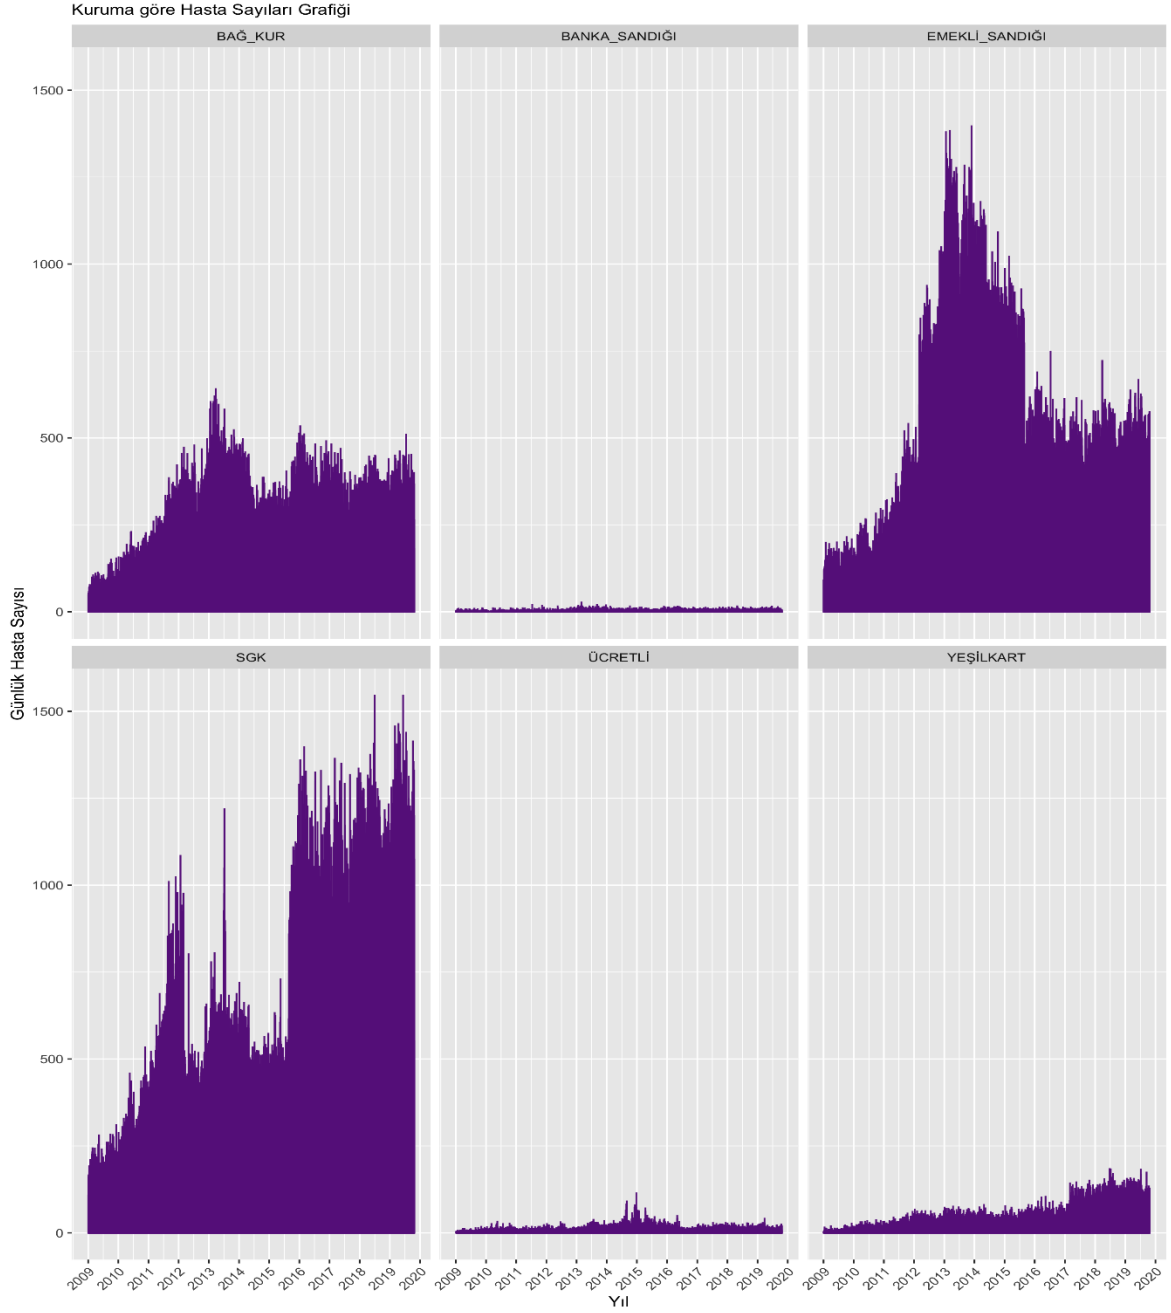 Kuruma göre Hasta Sayıları Grafiği
BAĞ_KUR
BANKA_SANDIĞI
EMEKLİ_SANDIĞI
1500
1000
500
0
SGK
ÜCRETLİ
YEŞİLKART
1500
1000
500
0
Günlük Hasta Sayısı
2009 2010 2011 2012 2013 2014 2015 2016 2017 2018 2019 2020
2009 2010 2011 2012 2013 2014 2015 2016 2017 2018 2019 2020
2009 2010 2011 2012 2013 2014 2015 2016 2017 2018 2019 2020
Yıl